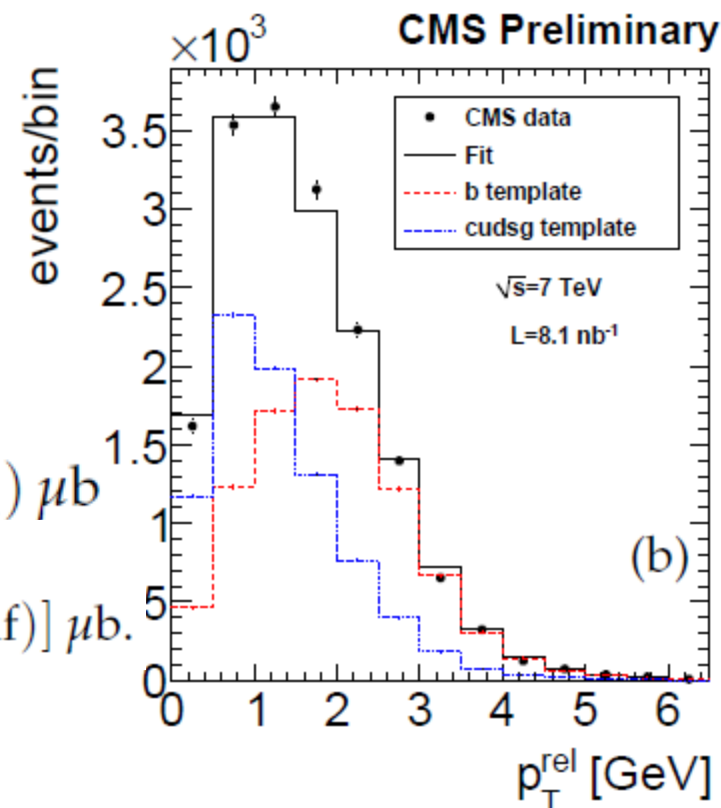 ×10³ CMS Preliminary
events/bin
3.5
3
2.5
2
1.5
1
5
0
CMS data
Fit
b template
cudsg template
√s=7 TeV
L=8.1 nb⁻¹
) μb
(b)
f)] μb.
0 1 2 3 4 5 6
p_T^rel [GeV]